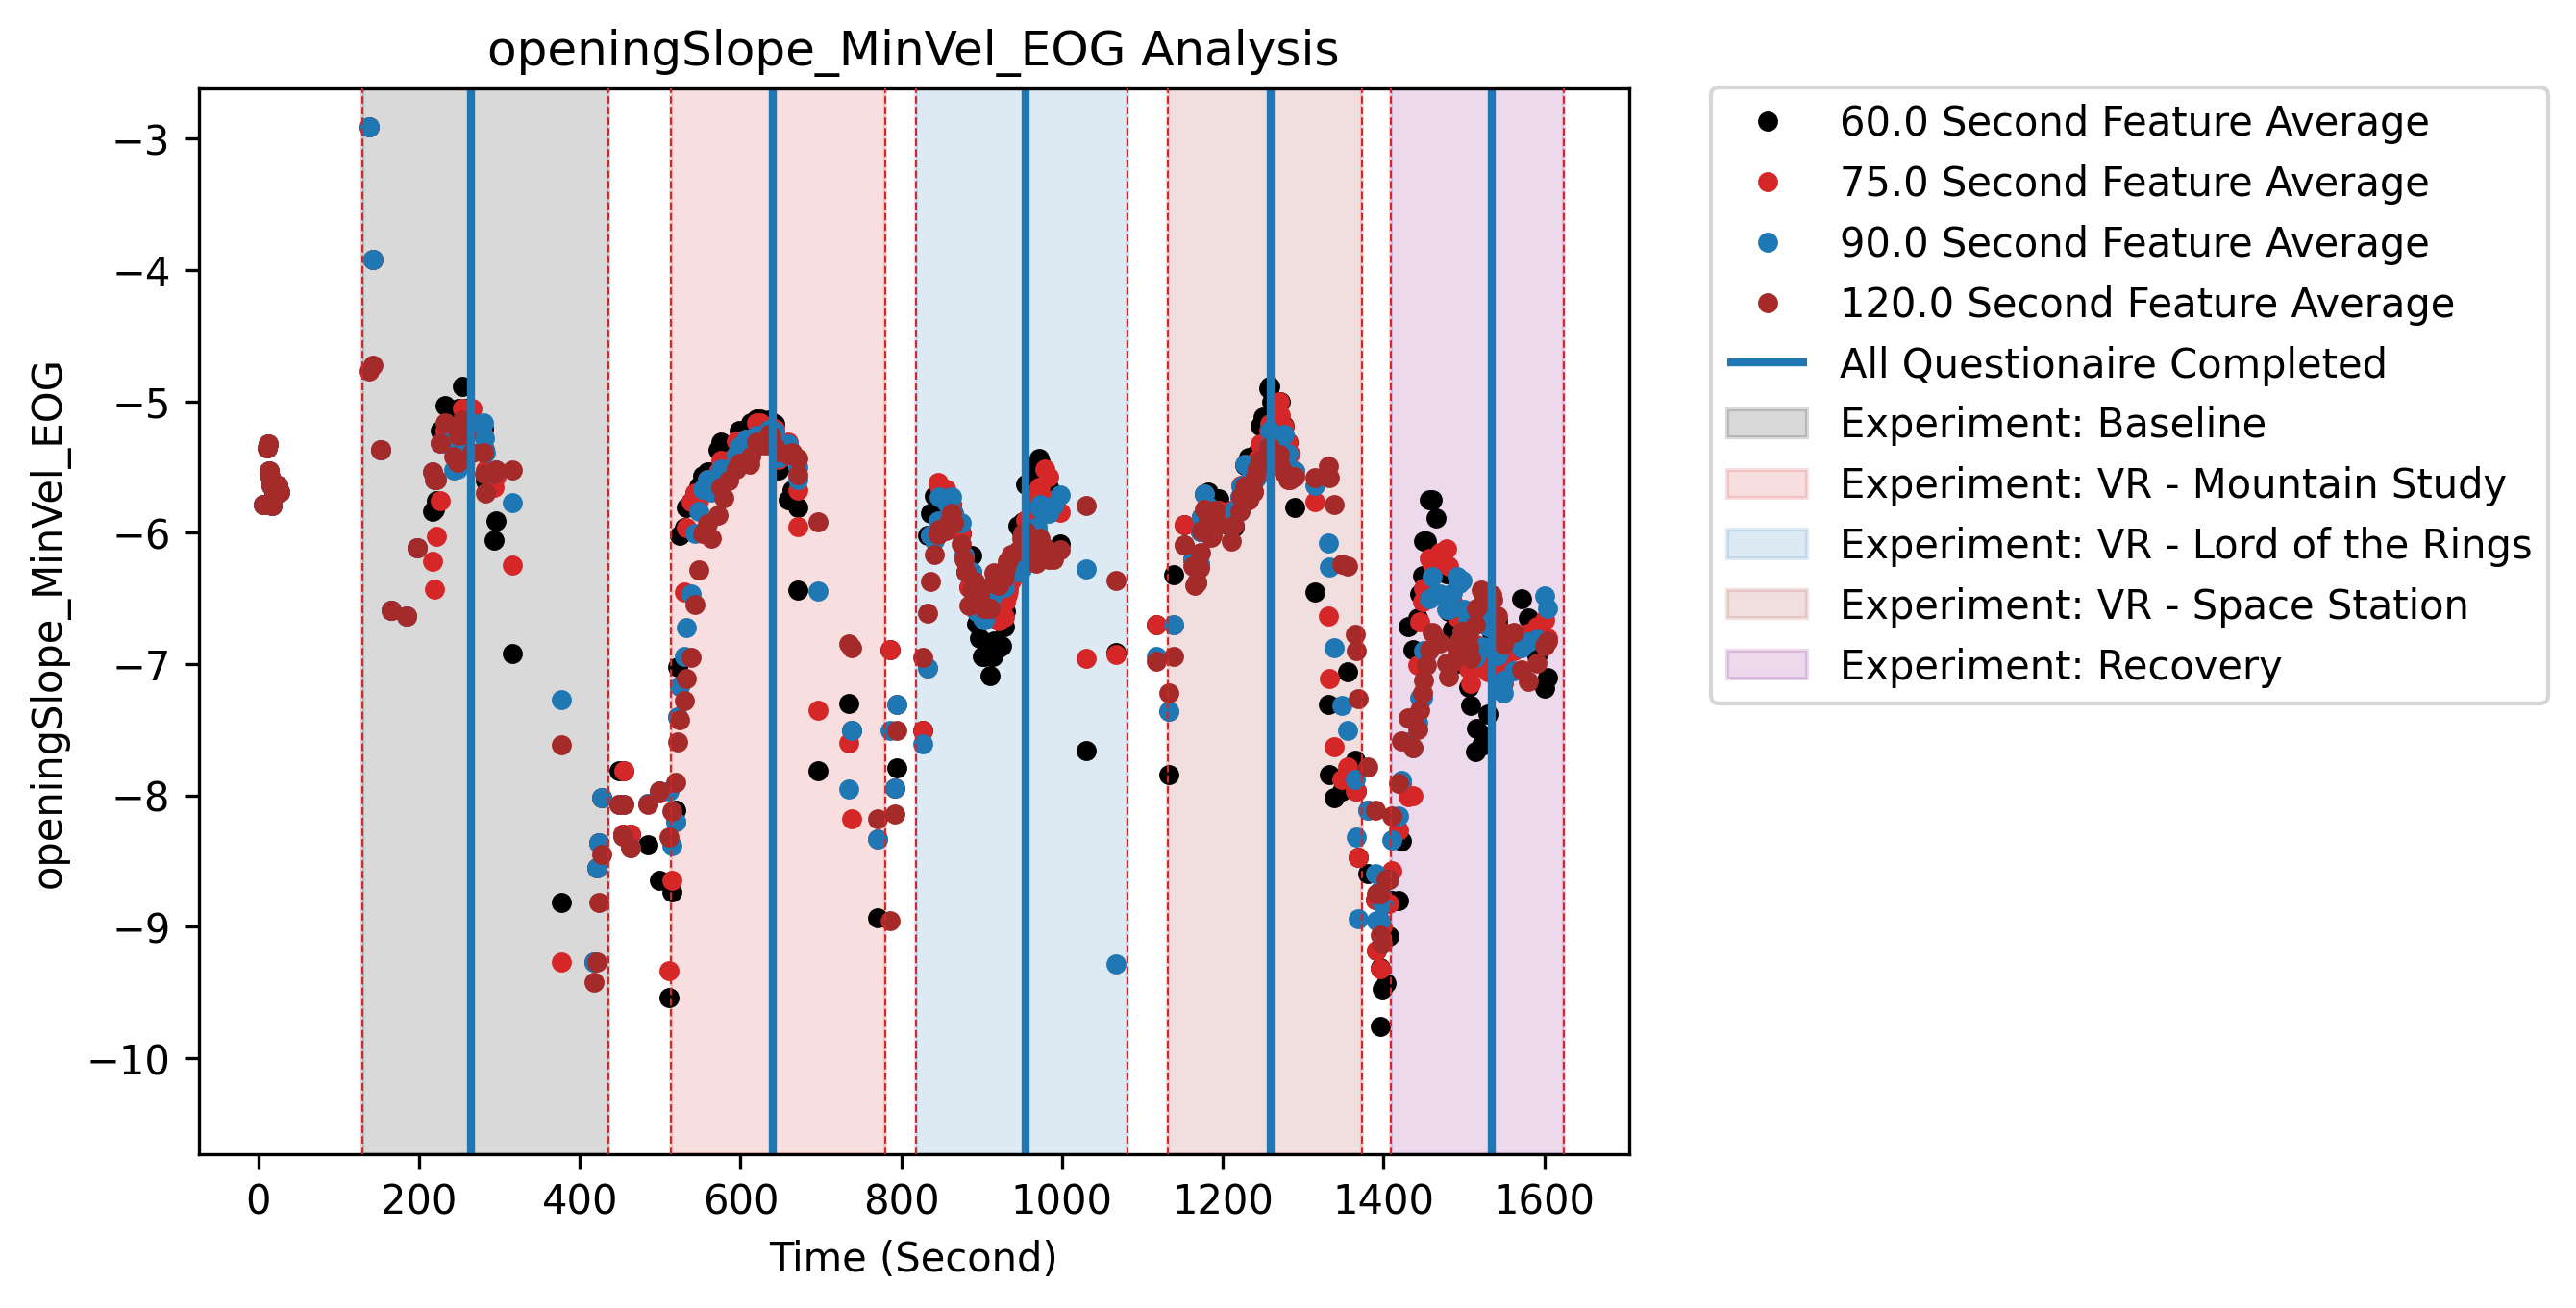 openingSlope_MinVel_EOG Analysis
openingSlope_MinVel_EOG
−3
−4
−5
−6
−7
−8
−9
−10
0 200 400 600 800 1000 1200 1400 1600
Time (Second)
60.0 Second Feature Average
75.0 Second Feature Average
90.0 Second Feature Average
120.0 Second Feature Average
All Questionaire Completed
Experiment: Baseline
Experiment: VR - Mountain Study
Experiment: VR - Lord of the Rings
Experiment: VR - Space Station
Experiment: Recovery